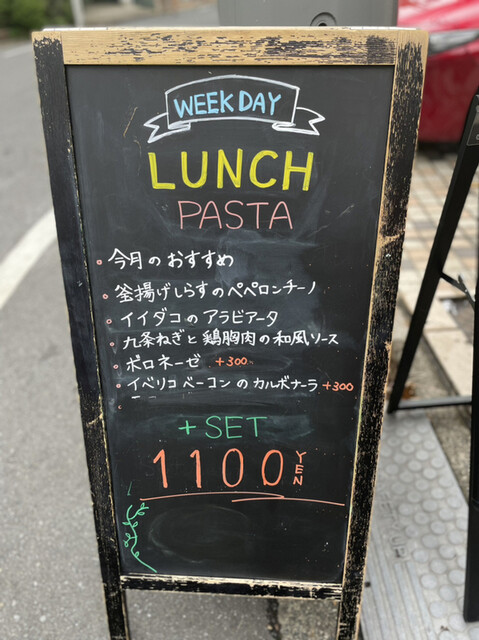 WEEKDAY
LUNCH
PASTA
今月のおすすめ
釜揚げしらすのペペロンチーノ
イイダコのアラビアータ
九条ねぎと鶏胸肉の和風ソース
ボロネーゼ +300
イベリコベーコンのカルボナーラ +300
+SET
1100 YEN